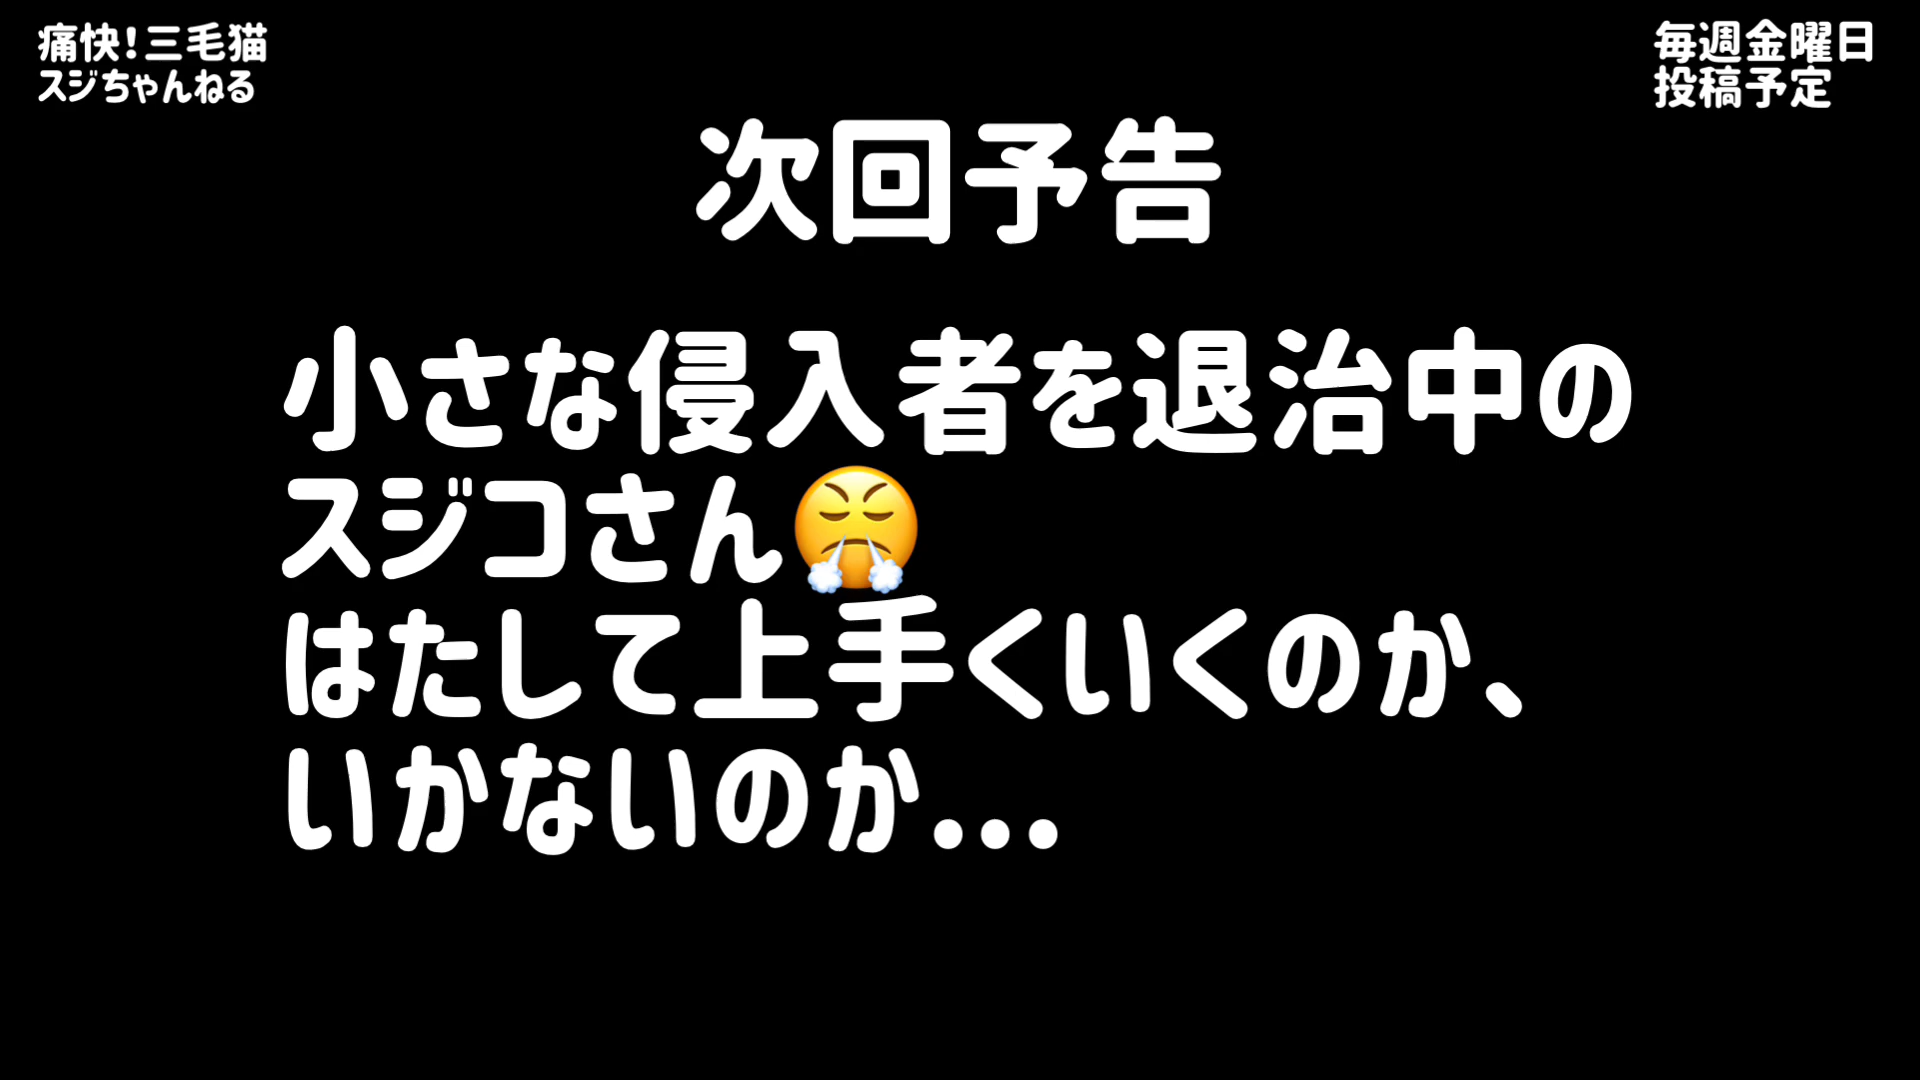 痛快!三毛猫
スジちゃんねる
毎週金曜日
投稿予定
次回予告
小さな侵入者を退治中の
スジコさん😤
はたして上手くいくのか、
いかないのか...